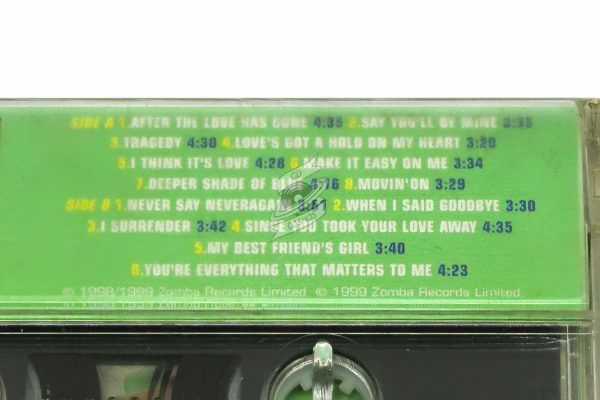 SIDE A 1.AFTER THE LOVE HAS GONE 4:35 2.SAY YOU'LL BE MINE 3:32
3.TRAGEDY 4:30 4.LOVE'S GOT A HOLD ON MY HEART 3:20
5.I THINK IT'S LOVE 4:28 6.MAKE IT EASY ON ME 3:34
7.DEEPER SHADE OF BLUE 4:16 8.MOVIN'ON 3:29
SIDE B 1.NEVER SAY NEVERAGAIN 3:51 2.WHEN I SAID GOODBYE 3:30
3.I SURRENDER 3:42 4.SINSE YOU TOOK YOUR LOVE AWAY 4:35
5.MY BEST FRIEND'S GIRL 3:40
6.YOU'RE EVERYTHING THAT MATTERS TO ME 4:23
℗ 1998/1999 Zomba Records Limited. © 1999 Zomba Records Limited.